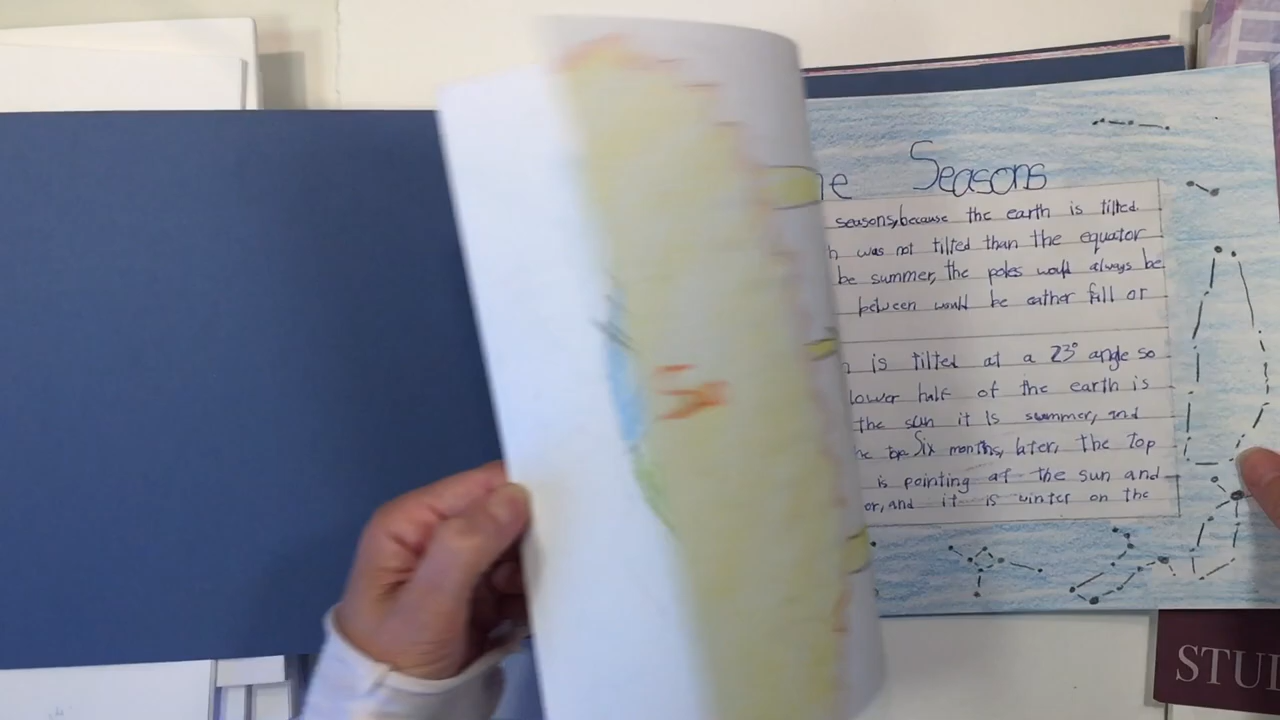 Seasons
seasons, because the earth is tilted.
was not tilted than the equator
be summer, the poles would always be
between would be eather fall or
is tilted at a 23° angle so
lower half of the earth is
the sun it is summer, and
top Six months, later, the top
is pointing at the sun and
or, and it is winter on the
STU